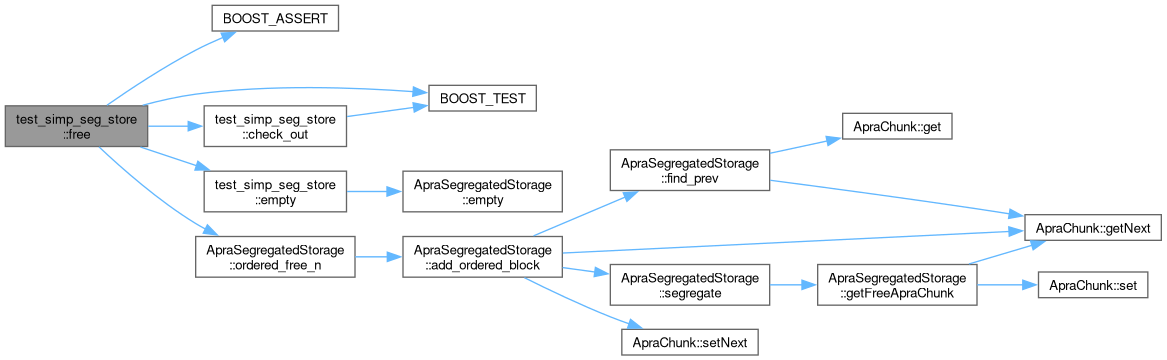 BOOST_ASSERT
test_simp_seg_store
::free
BOOST_TEST
test_simp_seg_store
::check_out
test_simp_seg_store
::empty
ApraSegregatedStorage
::empty
ApraSegregatedStorage
::ordered_free_n
ApraSegregatedStorage
::add_ordered_block
ApraSegregatedStorage
::find_prev
ApraChunk::get
ApraChunk::getNext
ApraSegregatedStorage
::segregate
ApraSegregatedStorage
::getFreeApraChunk
ApraChunk::set
ApraChunk::setNext